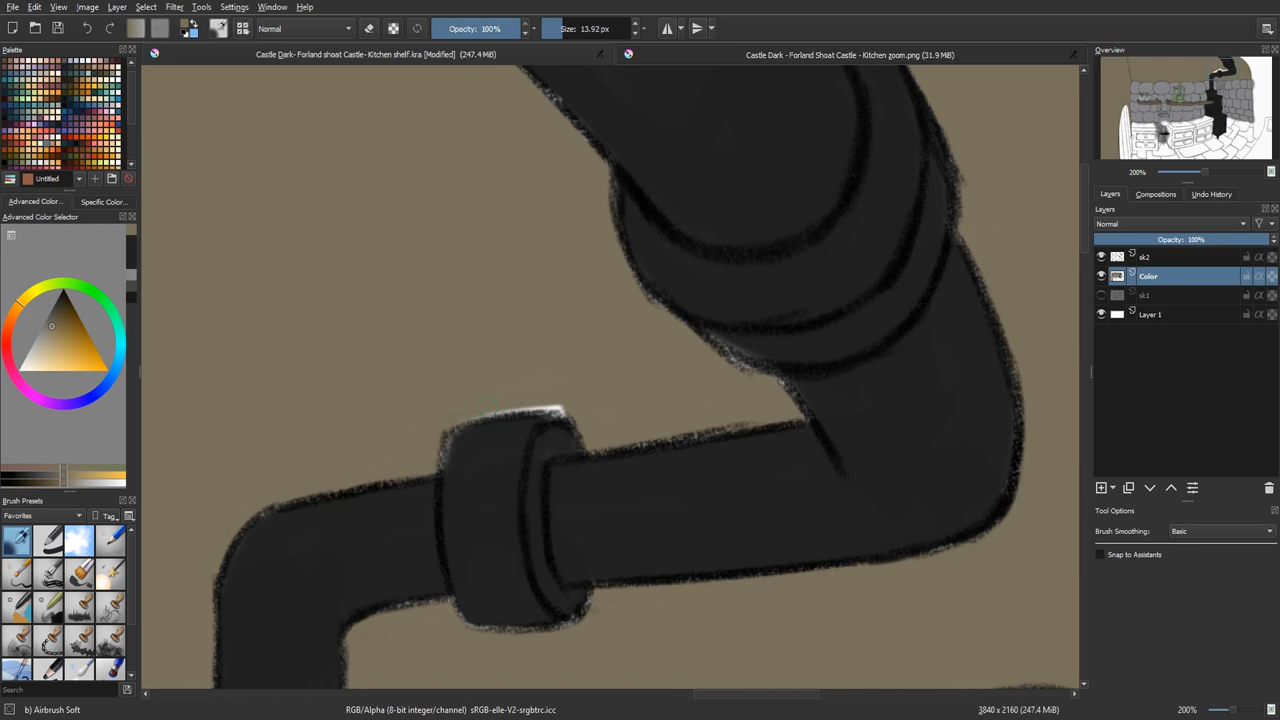 File Edit View Image Layer Select Filter Tools Settings Window Help
Normal Opacity: 100% Size: 13.92 px
Palette
Castle Dark - Forland shoat Castle- Kitchen shelf.kra [Modified] (247.4 MB)
Castle Dark - Forland Shoat Castle - Kitchen zoom.png (31.9 MB)
Overview
200%
Untitled
Advanced Color... Specific Color...
Advanced Color Selector
Layers Compositions Undo History
Layers
Normal
Opacity: 100%
sk2
Color
sk1
Layer 1
Brush Presets
Favorites Tag
Tool Options
Brush Smoothing: Basic
Snap to Assistants
Search
b) Airbrush Soft
RGB/Alpha (8-bit integer/channel) sRGB-elle-V2-srgbtrc.icc
3840 x 2160 (247.4 MiB)
200%